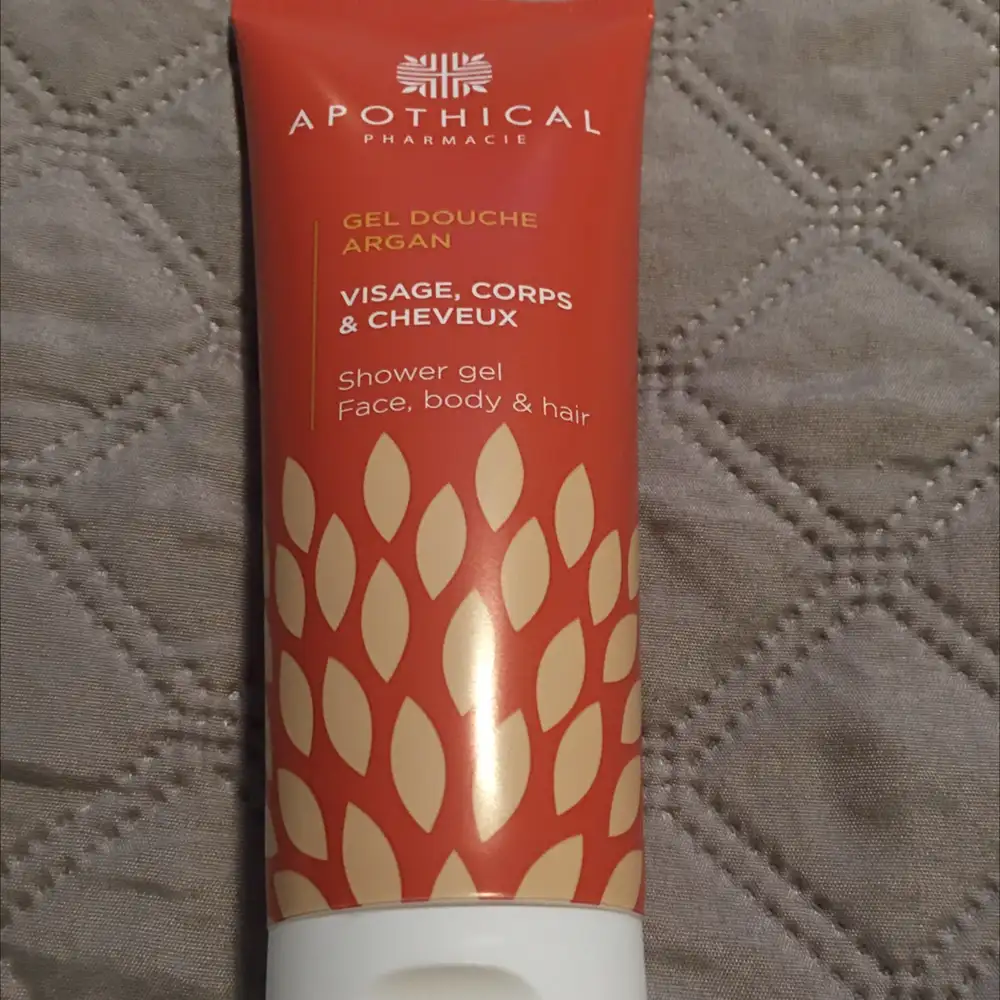 APOTHICAL
PHARMACIE
GEL DOUCHE
ARGAN
VISAGE, CORPS
& CHEVEUX
Shower gel
Face, body & hair